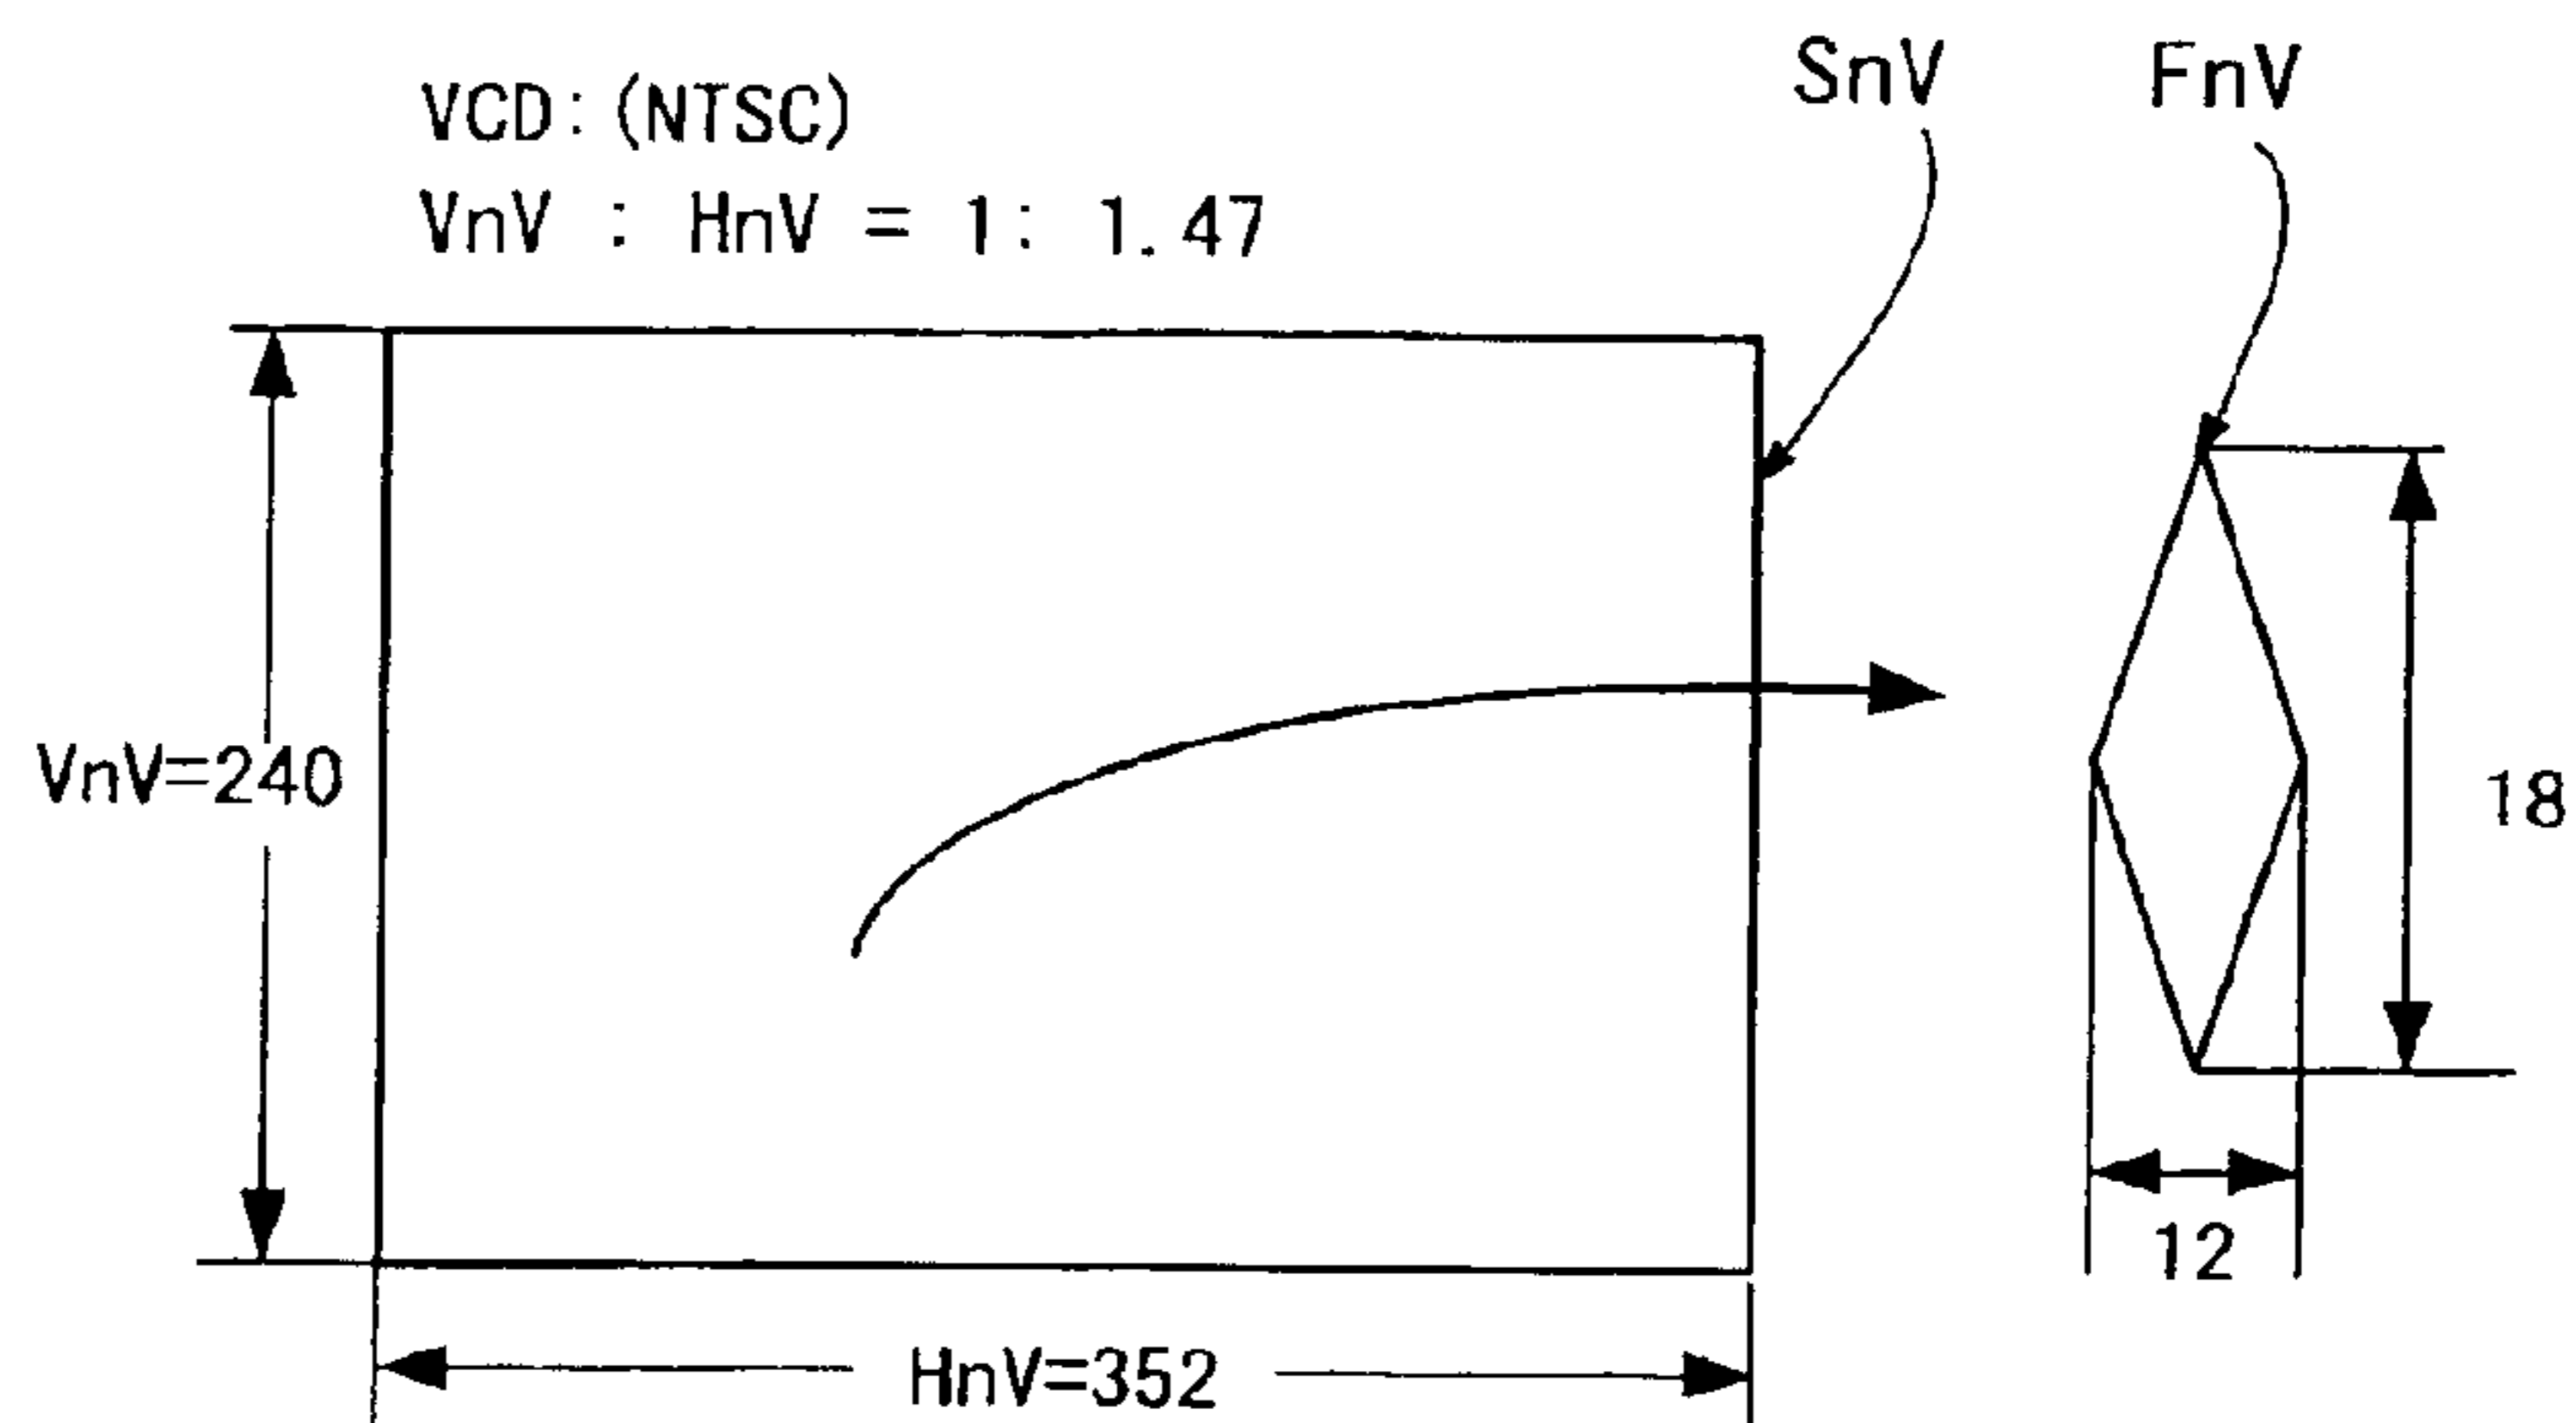 VCD:(NTSC)
VnV : HnV = 1: 1.47
SnV
FnV
VnV=240
18
12
HnV=352